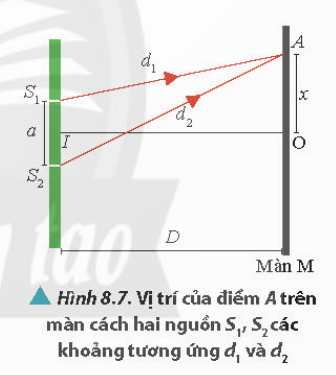 A
d₁
S₁
d₂
x
a
I
O
S₂
D
Màn M
▲ Hình 8.7. Vị trí của điểm A trên
màn cách hai nguồn S₁, S₂ các
khoảng tương ứng d₁ và d₂